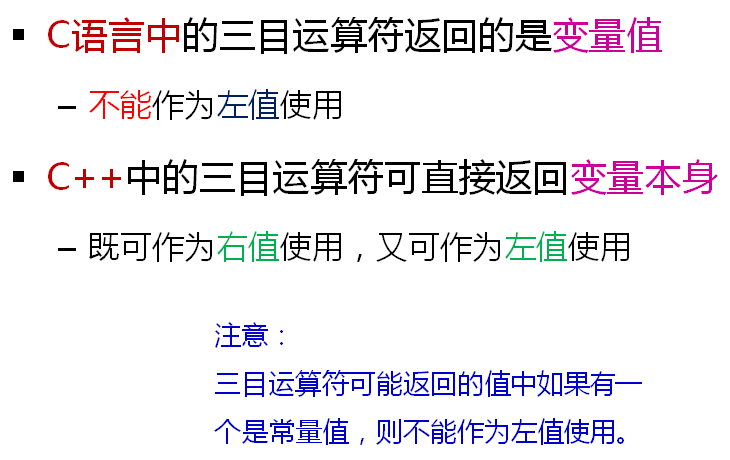 ▪ C语言中的三目运算符返回的是变量值
– 不能作为左值使用
▪ C++中的三目运算符可直接返回变量本身
– 既可作为右值使用，又可作为左值使用
注意：
三目运算符可能返回的值中如果有一
个是常量值，则不能作为左值使用。